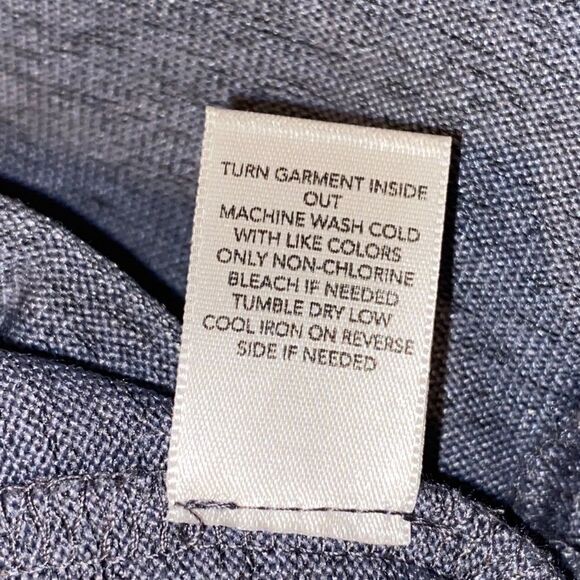 TURN GARMENT INSIDE
OUT
MACHINE WASH COLD
WITH LIKE COLORS
ONLY NON-CHLORINE
BLEACH IF NEEDED
TUMBLE DRY LOW
COOL IRON ON REVERSE
SIDE IF NEEDED